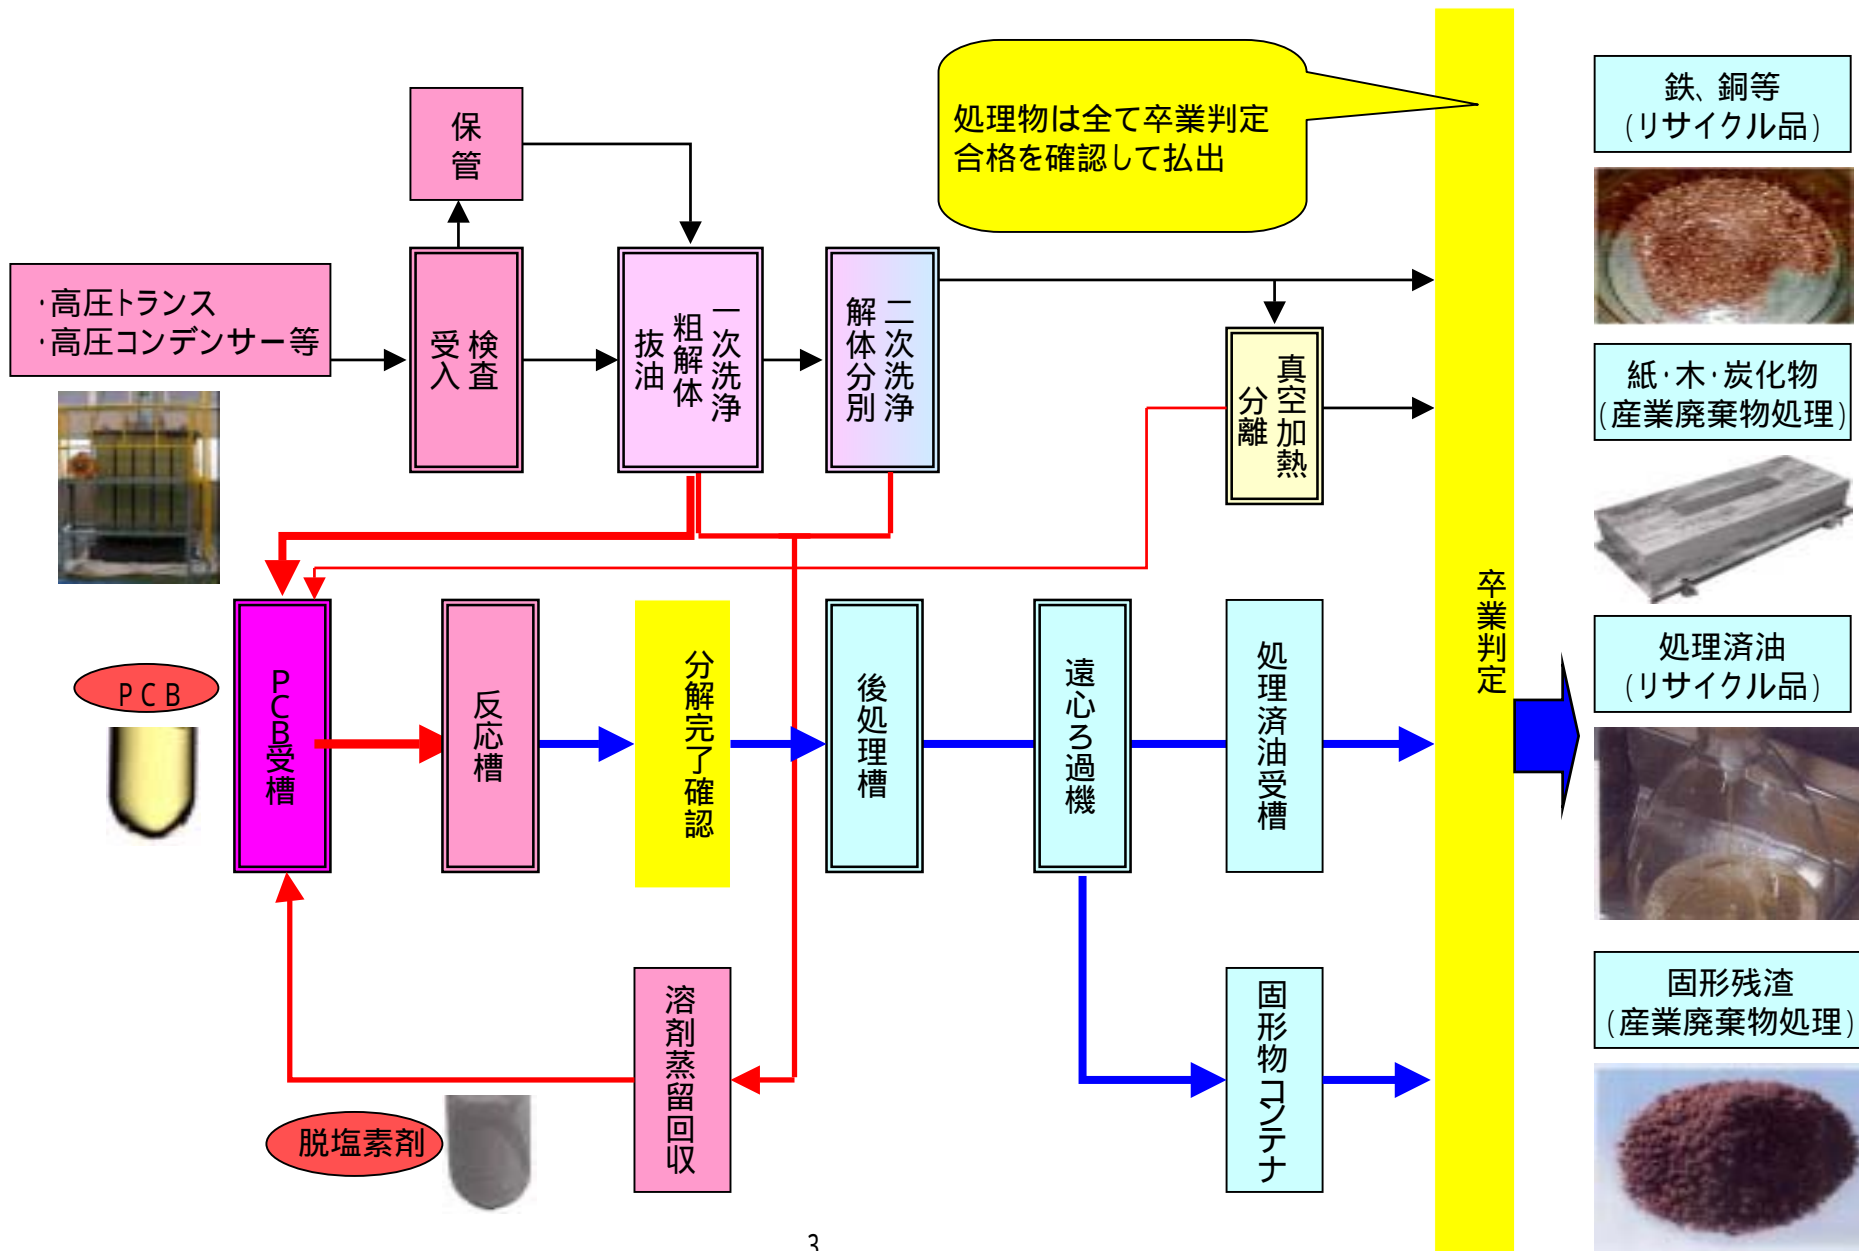 処理物は全て卒業判定
合格を確認して払出
鉄、銅等
(リサイクル品)
保管
・高圧トランス
・高圧コンデンサー等
検査
受入
一次洗浄
粗解体
抜油
二次洗浄
解体分別
真空加熱
分離
紙・木・炭化物
(産業廃棄物処理)
卒業判定
PCB
PCB受槽
反応槽
分解完了確認
後処理槽
遠心ろ過機
処理済油受槽
処理済油
(リサイクル品)
脱塩素剤
溶剤蒸留回収
固形物コンテナ
固形残渣
(産業廃棄物処理)
3